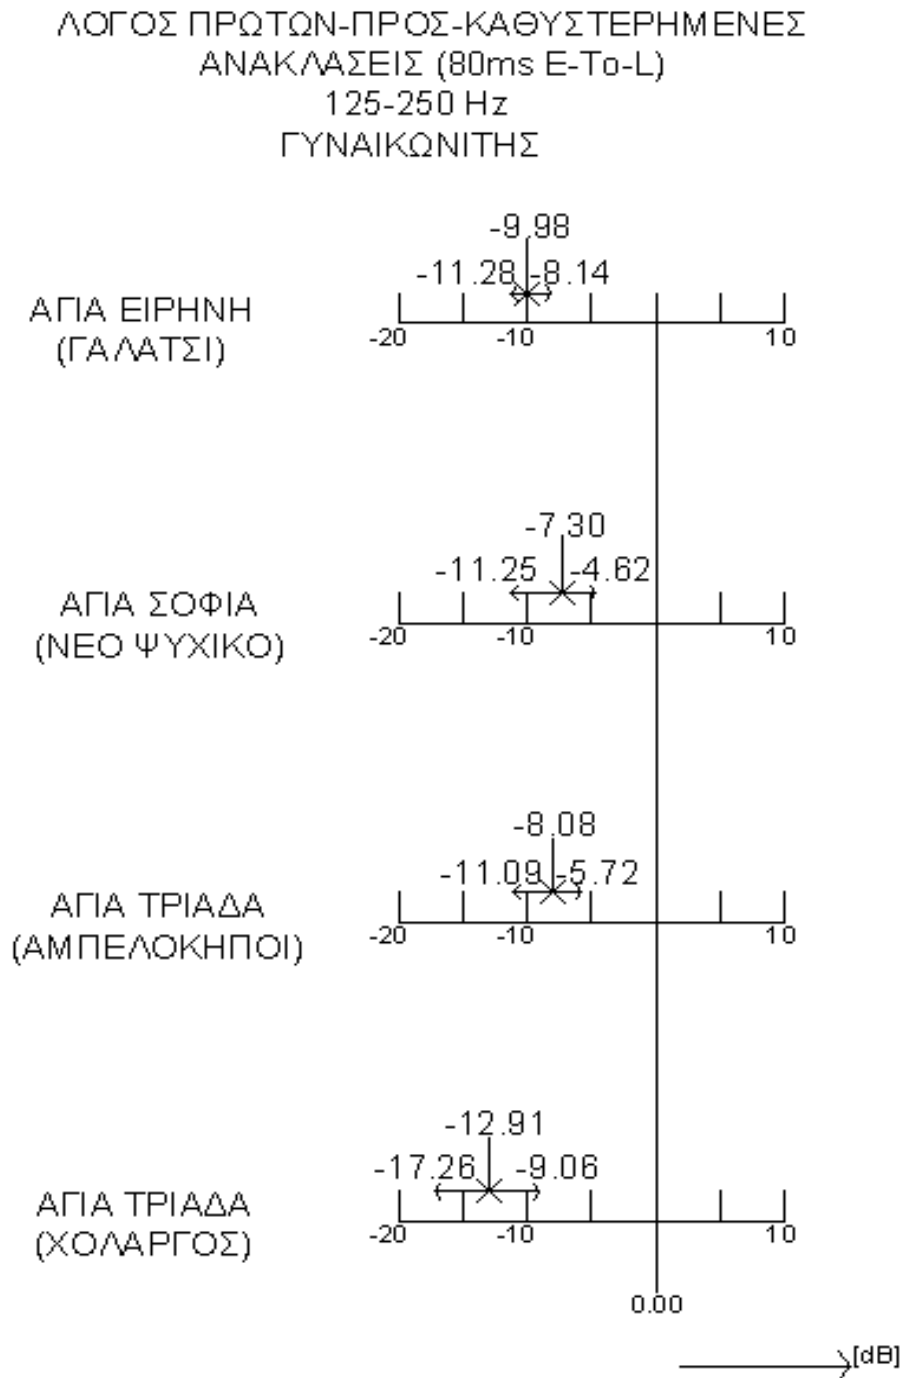 ΛΟΓΟΣ ΠΡΩΤΩΝ-ΠΡΟΣ-ΚΑΘΥΣΤΕΡΗΜΕΝΕΣ
ΑΝΑΚΛΑΣΕΙΣ (80ms E-To-L)
125-250 Hz
ΓΥΝΑΙΚΩΝΙΤΗΣ
-9.98
-11.28 -8.14
ΑΓΙΑ ΕΙΡΗΝΗ
(ΓΑΛΑΤΣΙ)
-20 -10 10
-7.30
-11.25 -4.62
ΑΓΙΑ ΣΟΦΙΑ
(ΝΕΟ ΨΥΧΙΚΟ)
-20 -10 10
-8.08
-11.09 -5.72
ΑΓΙΑ ΤΡΙΑΔΑ
(ΑΜΠΕΛΟΚΗΠΟΙ)
-20 -10 10
-12.91
-17.26 -9.06
ΑΓΙΑ ΤΡΙΑΔΑ
(ΧΟΛΑΡΓΟΣ)
-20 -10 10
0.00
[dB]